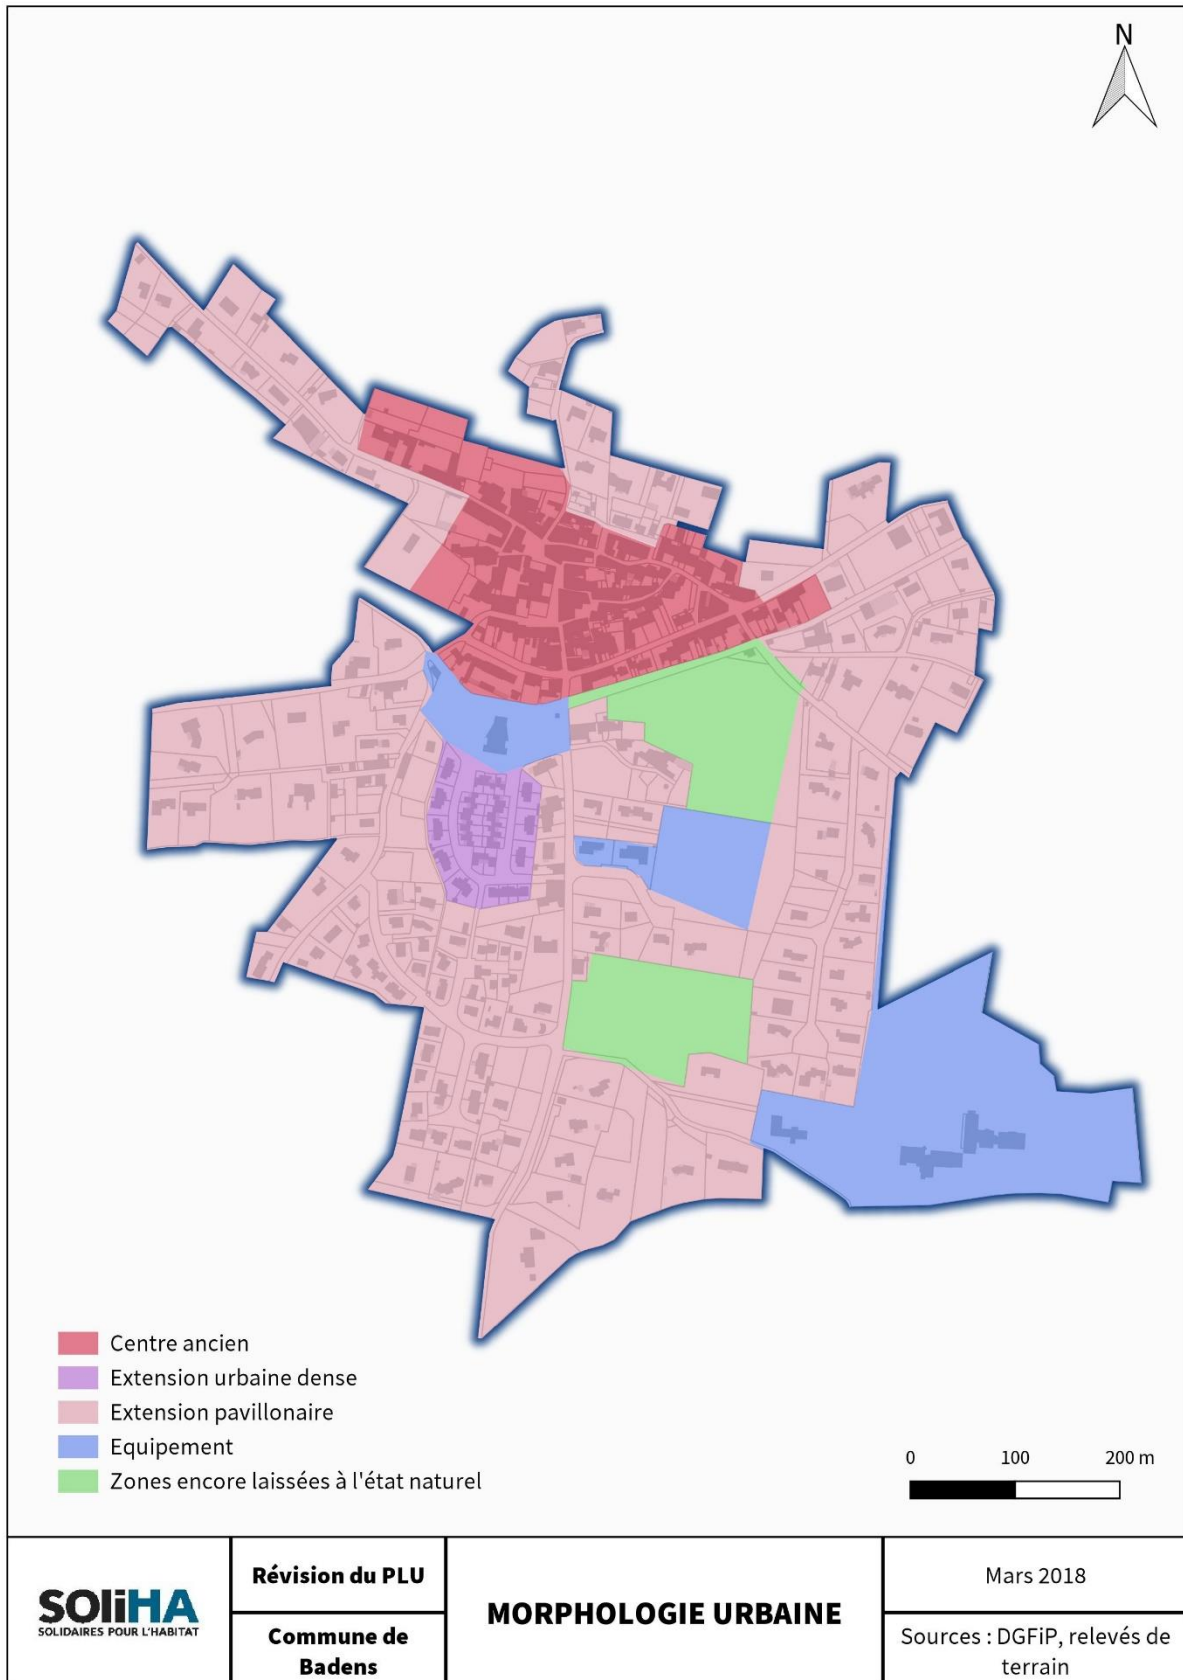 N
Centre ancien
Extension urbaine dense
Extension pavillonaire
Equipement
Zones encore laissées à l'état naturel
0 100 200 m
SOliHA
SOLIDAIRES POUR L'HABITAT
Révision du PLU
Commune de
Badens
MORPHOLOGIE URBAINE
Mars 2018
Sources : DGFiP, relevés de
terrain